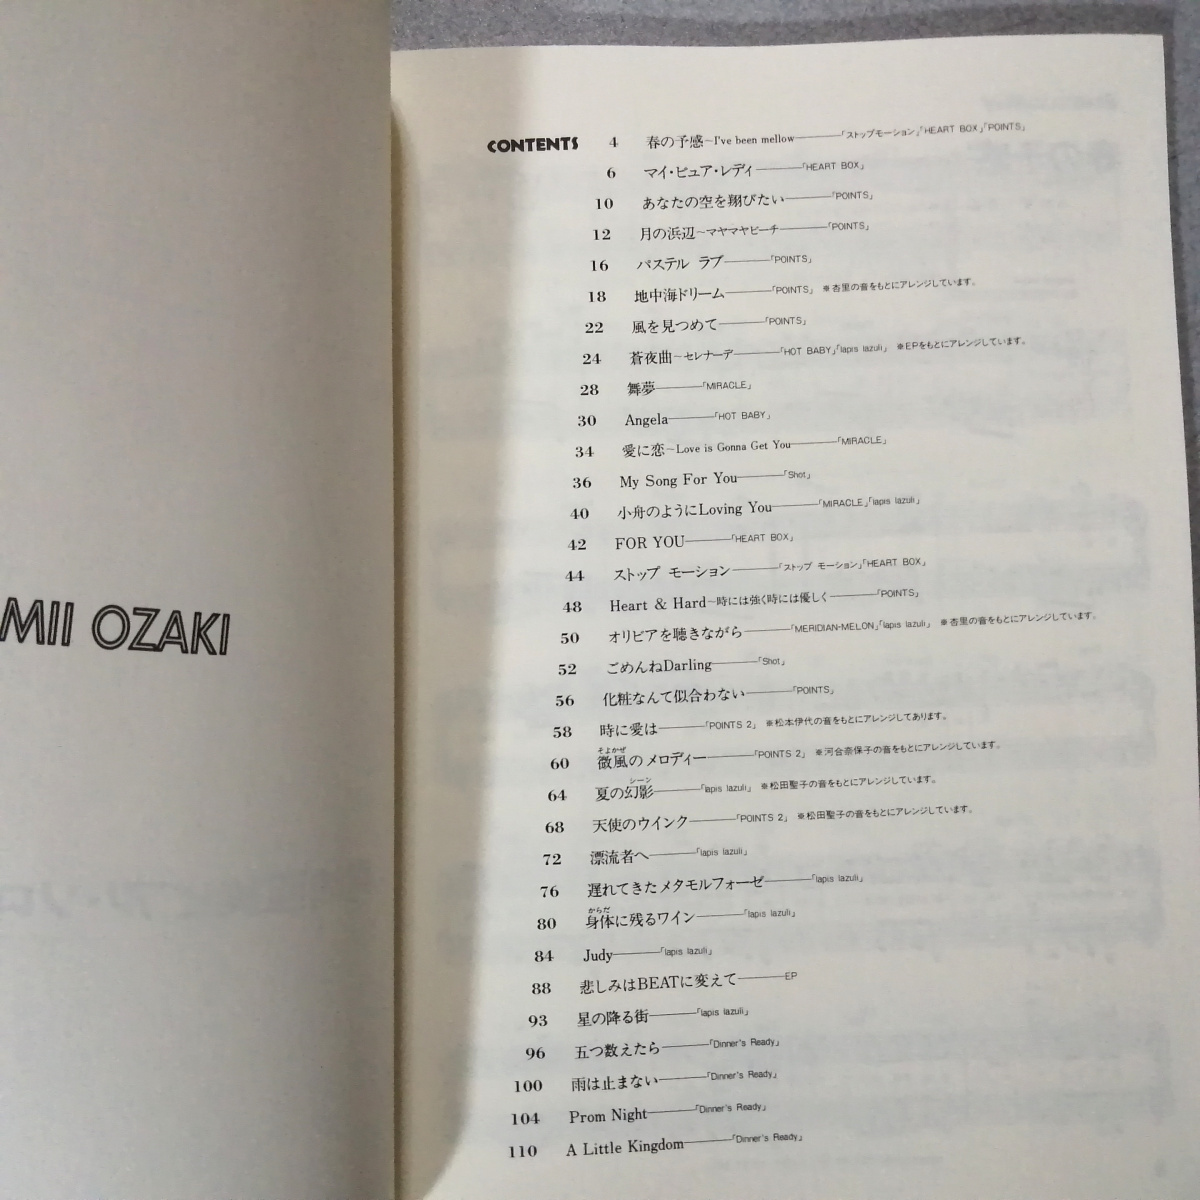 MII OZAKI
CONTENTS 4 春の予感~I've been mellow 「ストップモーション」「HEART BOX」「POINTS」
6 マイ・ピュア・レディ 「HEART BOX」
10 あなたの空を翔びたい 「POINTS」
12 月の浜辺~マヤマヤビーチ 「POINTS」
16 パステル ラブ 「POINTS」
18 地中海ドリーム 「POINTS」 ※杏里の音をもとにアレンジしています。
22 風を見つめて 「POINTS」
24 蒼夜曲~セレナーデ 「HOT BABY」「lapis lazuli」 ※EPをもとにアレンジしています。
28 舞夢 「MIRACLE」
30 Angela 「HOT BABY」
34 愛に恋~Love is Gonna Get You 「MIRACLE」
36 My Song For You 「Shot」
40 小舟のようにLoving You 「MIRACLE」「lapis lazuli」
42 FOR YOU 「HEART BOX」
44 ストップ モーション 「ストップ モーション」「HEART BOX」
48 Heart & Hard~時には強く時には優しく 「POINTS」
50 オリビアを聴きながら 「MERIDIAN-MELON」「lapis lazuli」 ※杏里の音をもとにアレンジしています。
52 ごめんねDarling 「Shot」
56 化粧なんて似合わない 「POINTS」
58 時に愛は 「POINTS 2」 ※松本伊代の音をもとにアレンジしてあります。
そよかぜ
60 微風のメロディー 「POINTS 2」 ※河合奈保子の音をもとにアレンジしています。
シーン
64 夏の幻影 「lapis lazuli」 ※松田聖子の音をもとにアレンジしています。
68 天使のウインク 「POINTS 2」 ※松田聖子の音をもとにアレンジしています。
72 漂流者へ 「lapis lazuli」
76 遅れてきたメタモルフォーゼ 「lapis lazuli」
からだ
80 身体に残るワイン 「lapis lazuli」
84 Judy 「lapis lazuli」
88 悲しみはBEATに変えて EP
93 星の降る街 「lapis lazuli」
96 五つ数えたら 「Dinner's Ready」
100 雨は止まない 「Dinner's Ready」
104 Prom Night 「Dinner's Ready」
110 A Little Kingdom 「Dinner's Ready」